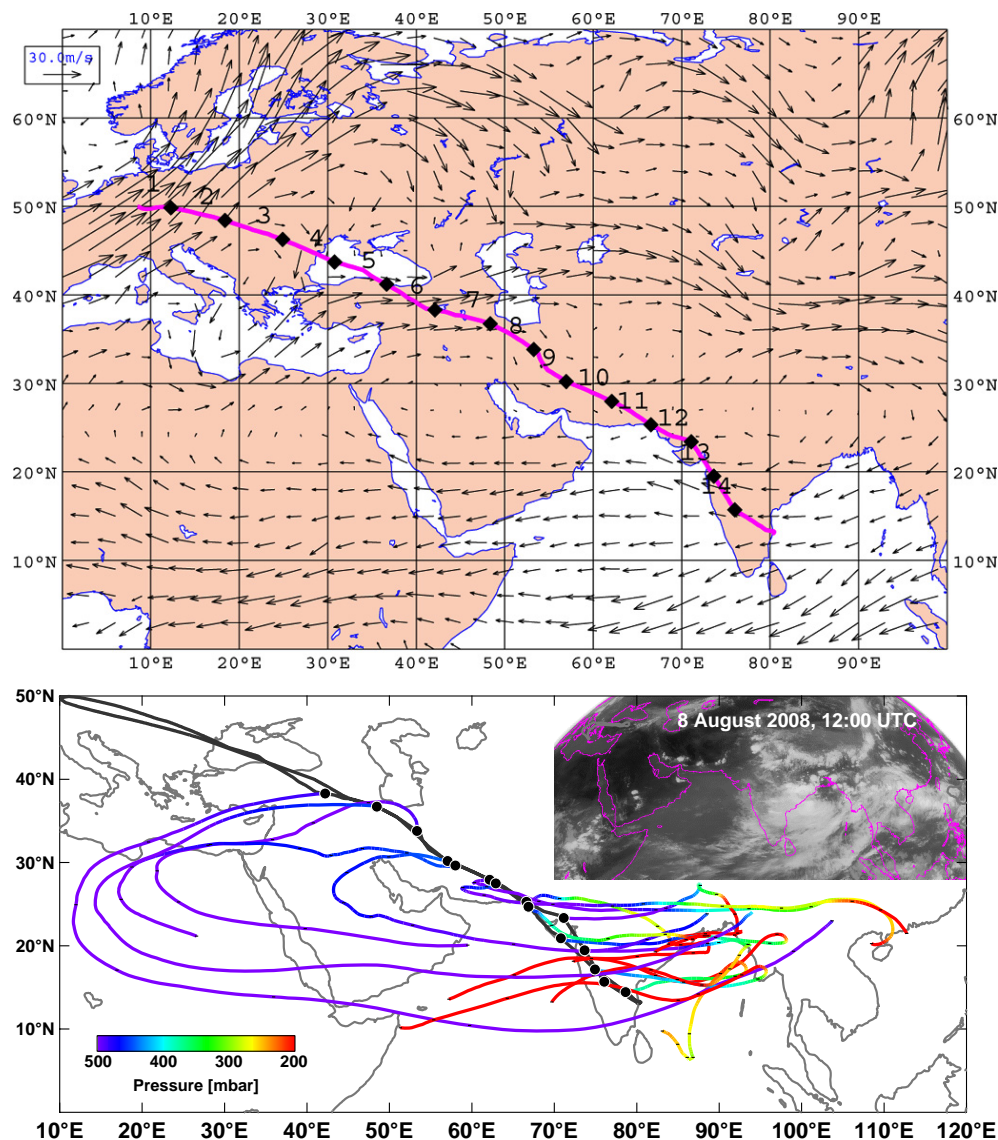 10°E 20°E 30°E 40°E 50°E 60°E 70°E 80°E 90°E
30.0m/s
60°N 60°N
50°N 50°N
40°N 40°N
30°N 30°N
20°N 20°N
10°N 10°N
1
2
3
4
5
6
7
8
9
10
11
12
13
14
10°E 20°E 30°E 40°E 50°E 60°E 70°E 80°E 90°E
50°N
8 August 2008, 12:00 UTC
40°N
30°N
20°N
10°N
500 400 300 200
Pressure [mbar]
10°E 20°E 30°E 40°E 50°E 60°E 70°E 80°E 90°E 100°E 110°E 120°E